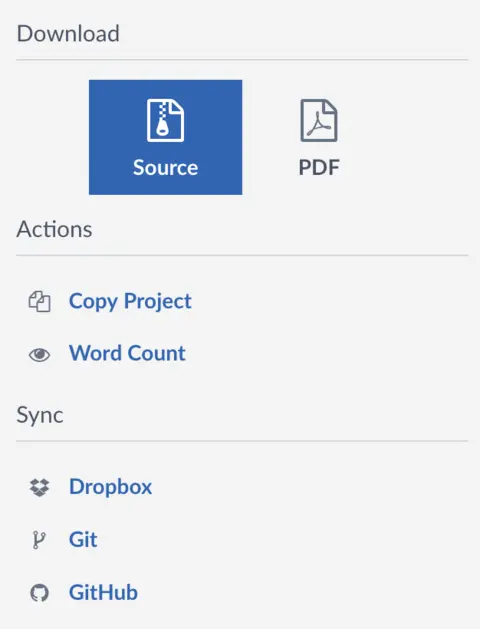 Download
Source PDF
Actions
Copy Project
Word Count
Sync
Dropbox
Git
GitHub